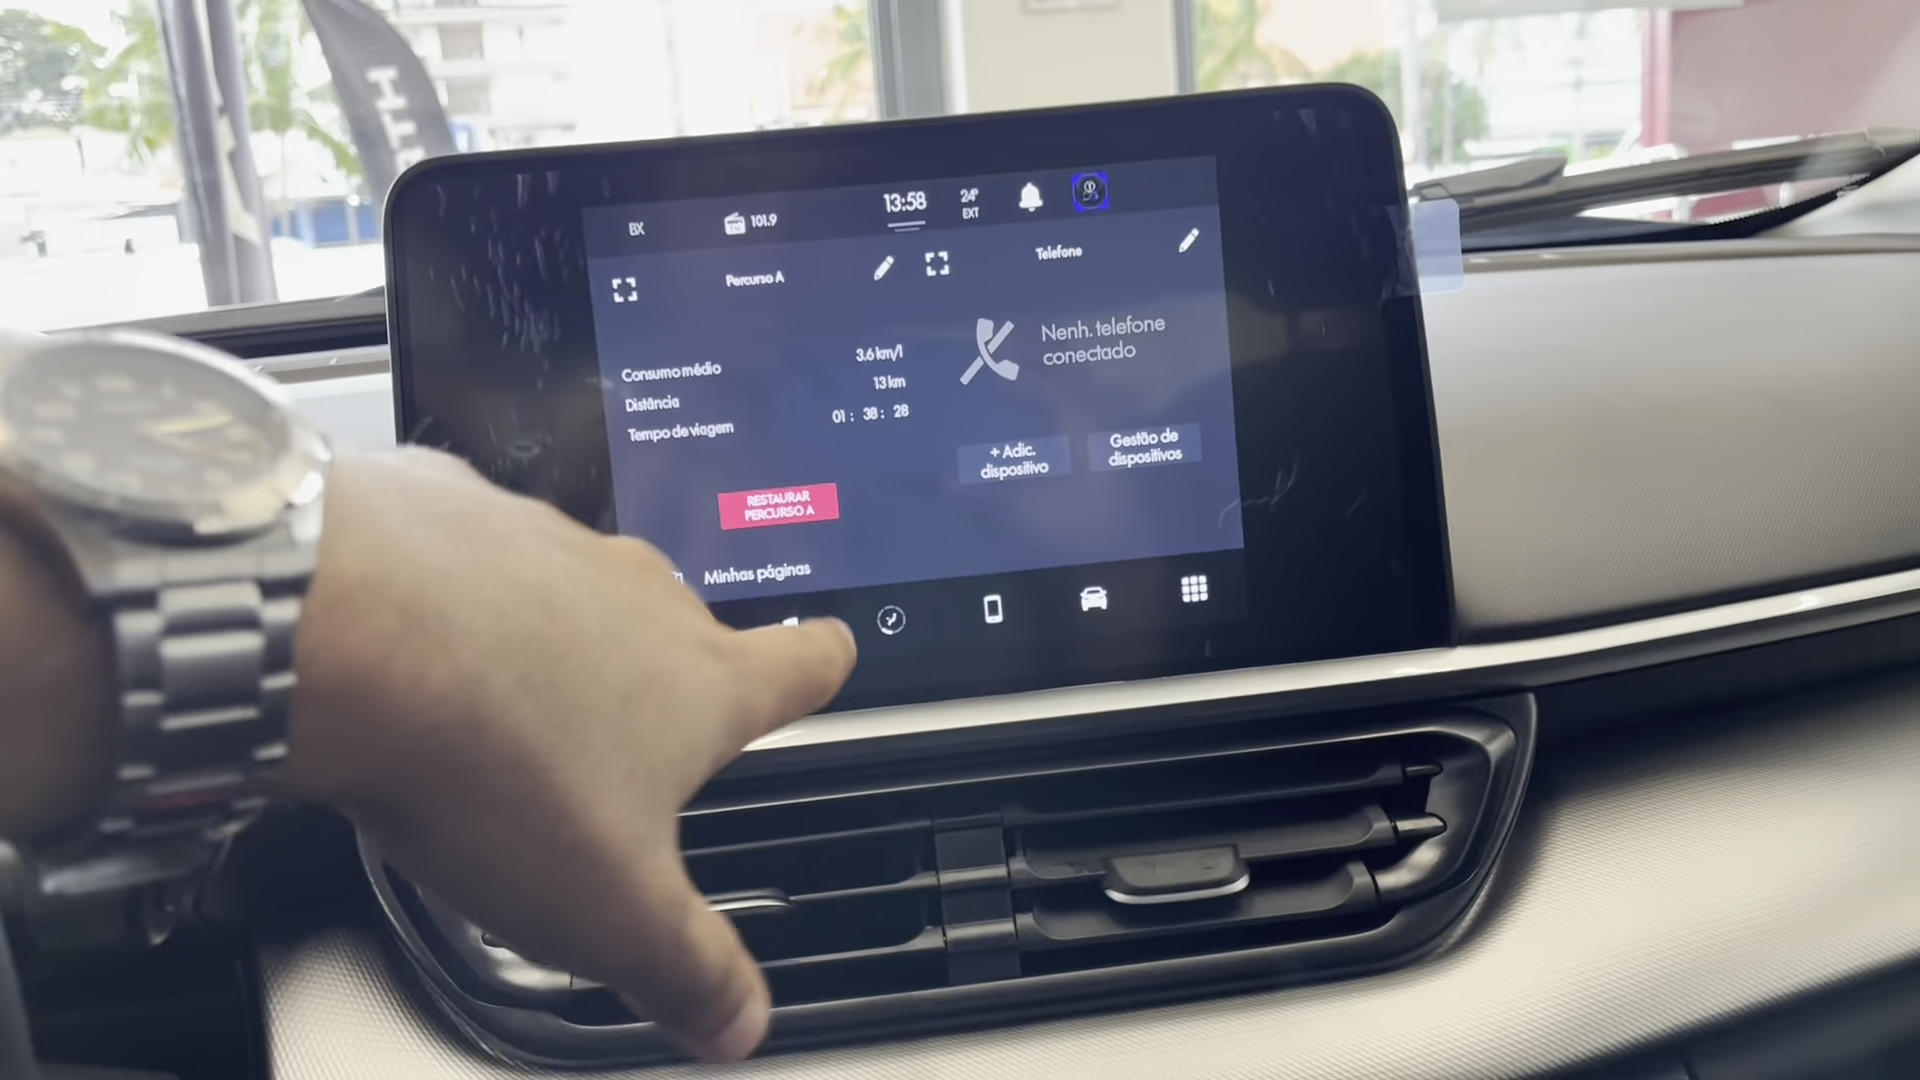 BX
101.9
13:58
24°
EXT
Percurso A
Consumo médio
3.6 km/l
Distância
13 km
Tempo de viagem
01 : 38 : 28
RESTAURAR
PERCURSO A
Minhas páginas
Telefone
Nenh. telefone
conectado
+ Adic.
dispositivo
Gestão de
dispositivos